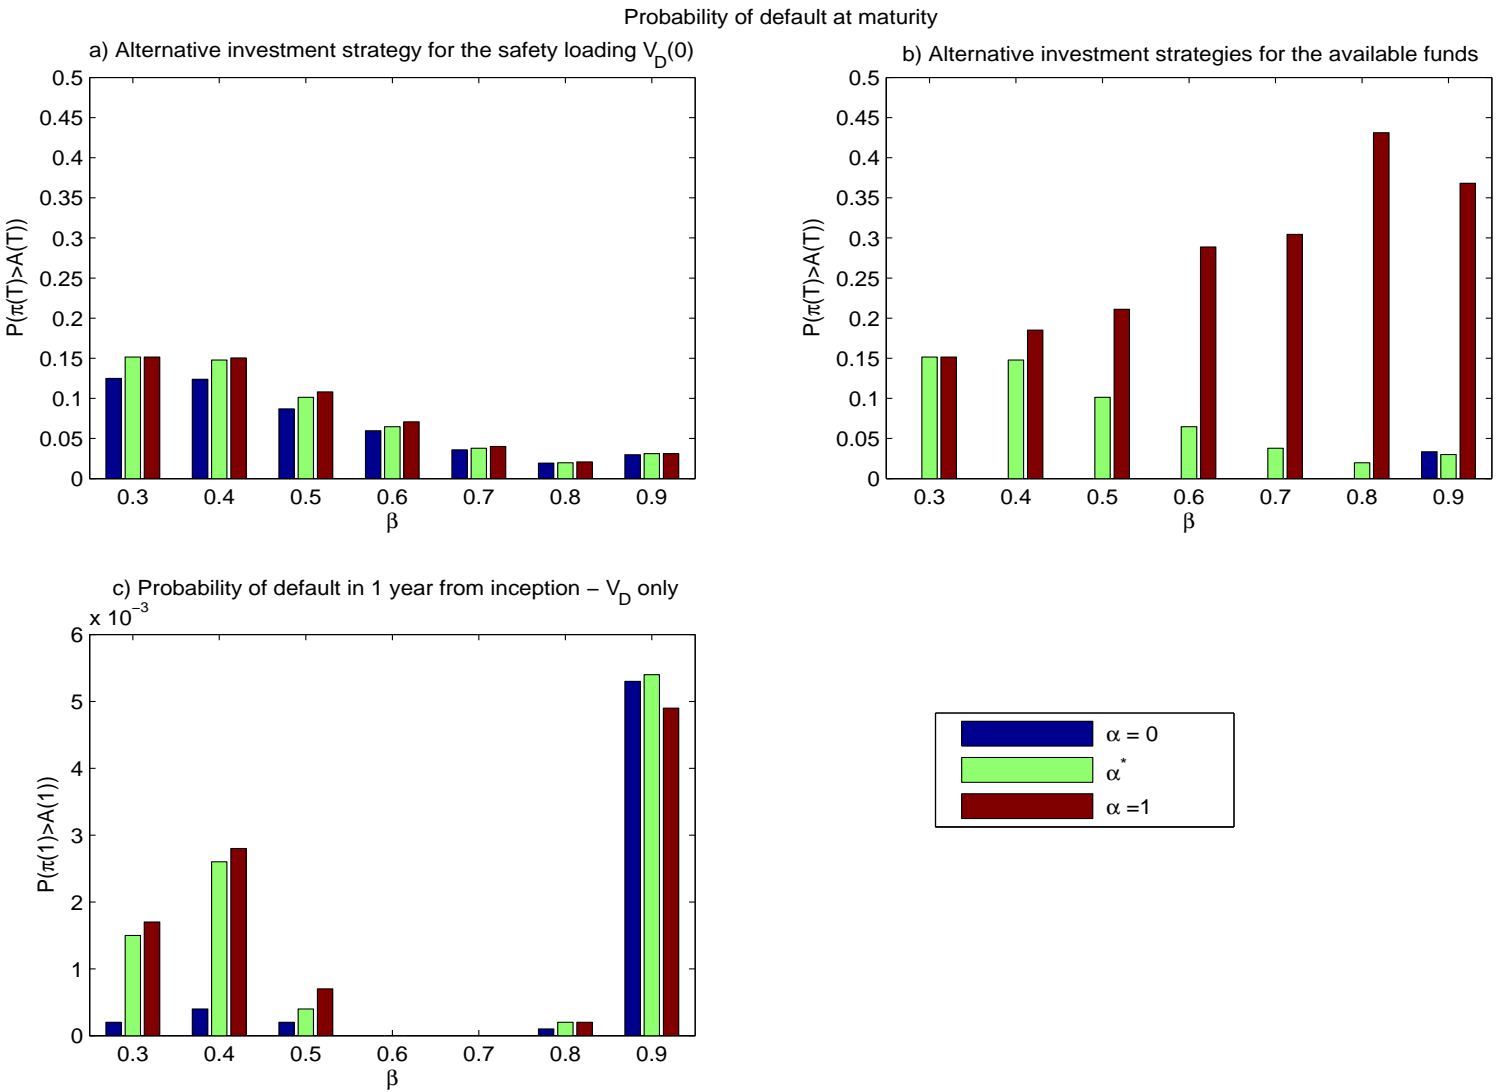 Probability of default at maturity
a) Alternative investment strategy for the safety loading V_D(0)
0.5
0.45
0.4
0.35
0.3
0.25
0.2
0.15
0.1
0.05
0
P(π(T)>A(T))
0.3 0.4 0.5 0.6 0.7 0.8 0.9
β
b) Alternative investment strategies for the available funds
0.5
0.45
0.4
0.35
0.3
0.25
0.2
0.15
0.1
0.05
0
P(π(T)>A(T))
0.3 0.4 0.5 0.6 0.7 0.8 0.9
β
c) Probability of default in 1 year from inception − V_D only
x 10^−3
6
5
4
3
2
1
0
P(π(1)>A(1))
0.3 0.4 0.5 0.6 0.7 0.8 0.9
β
α = 0
α^*
α =1